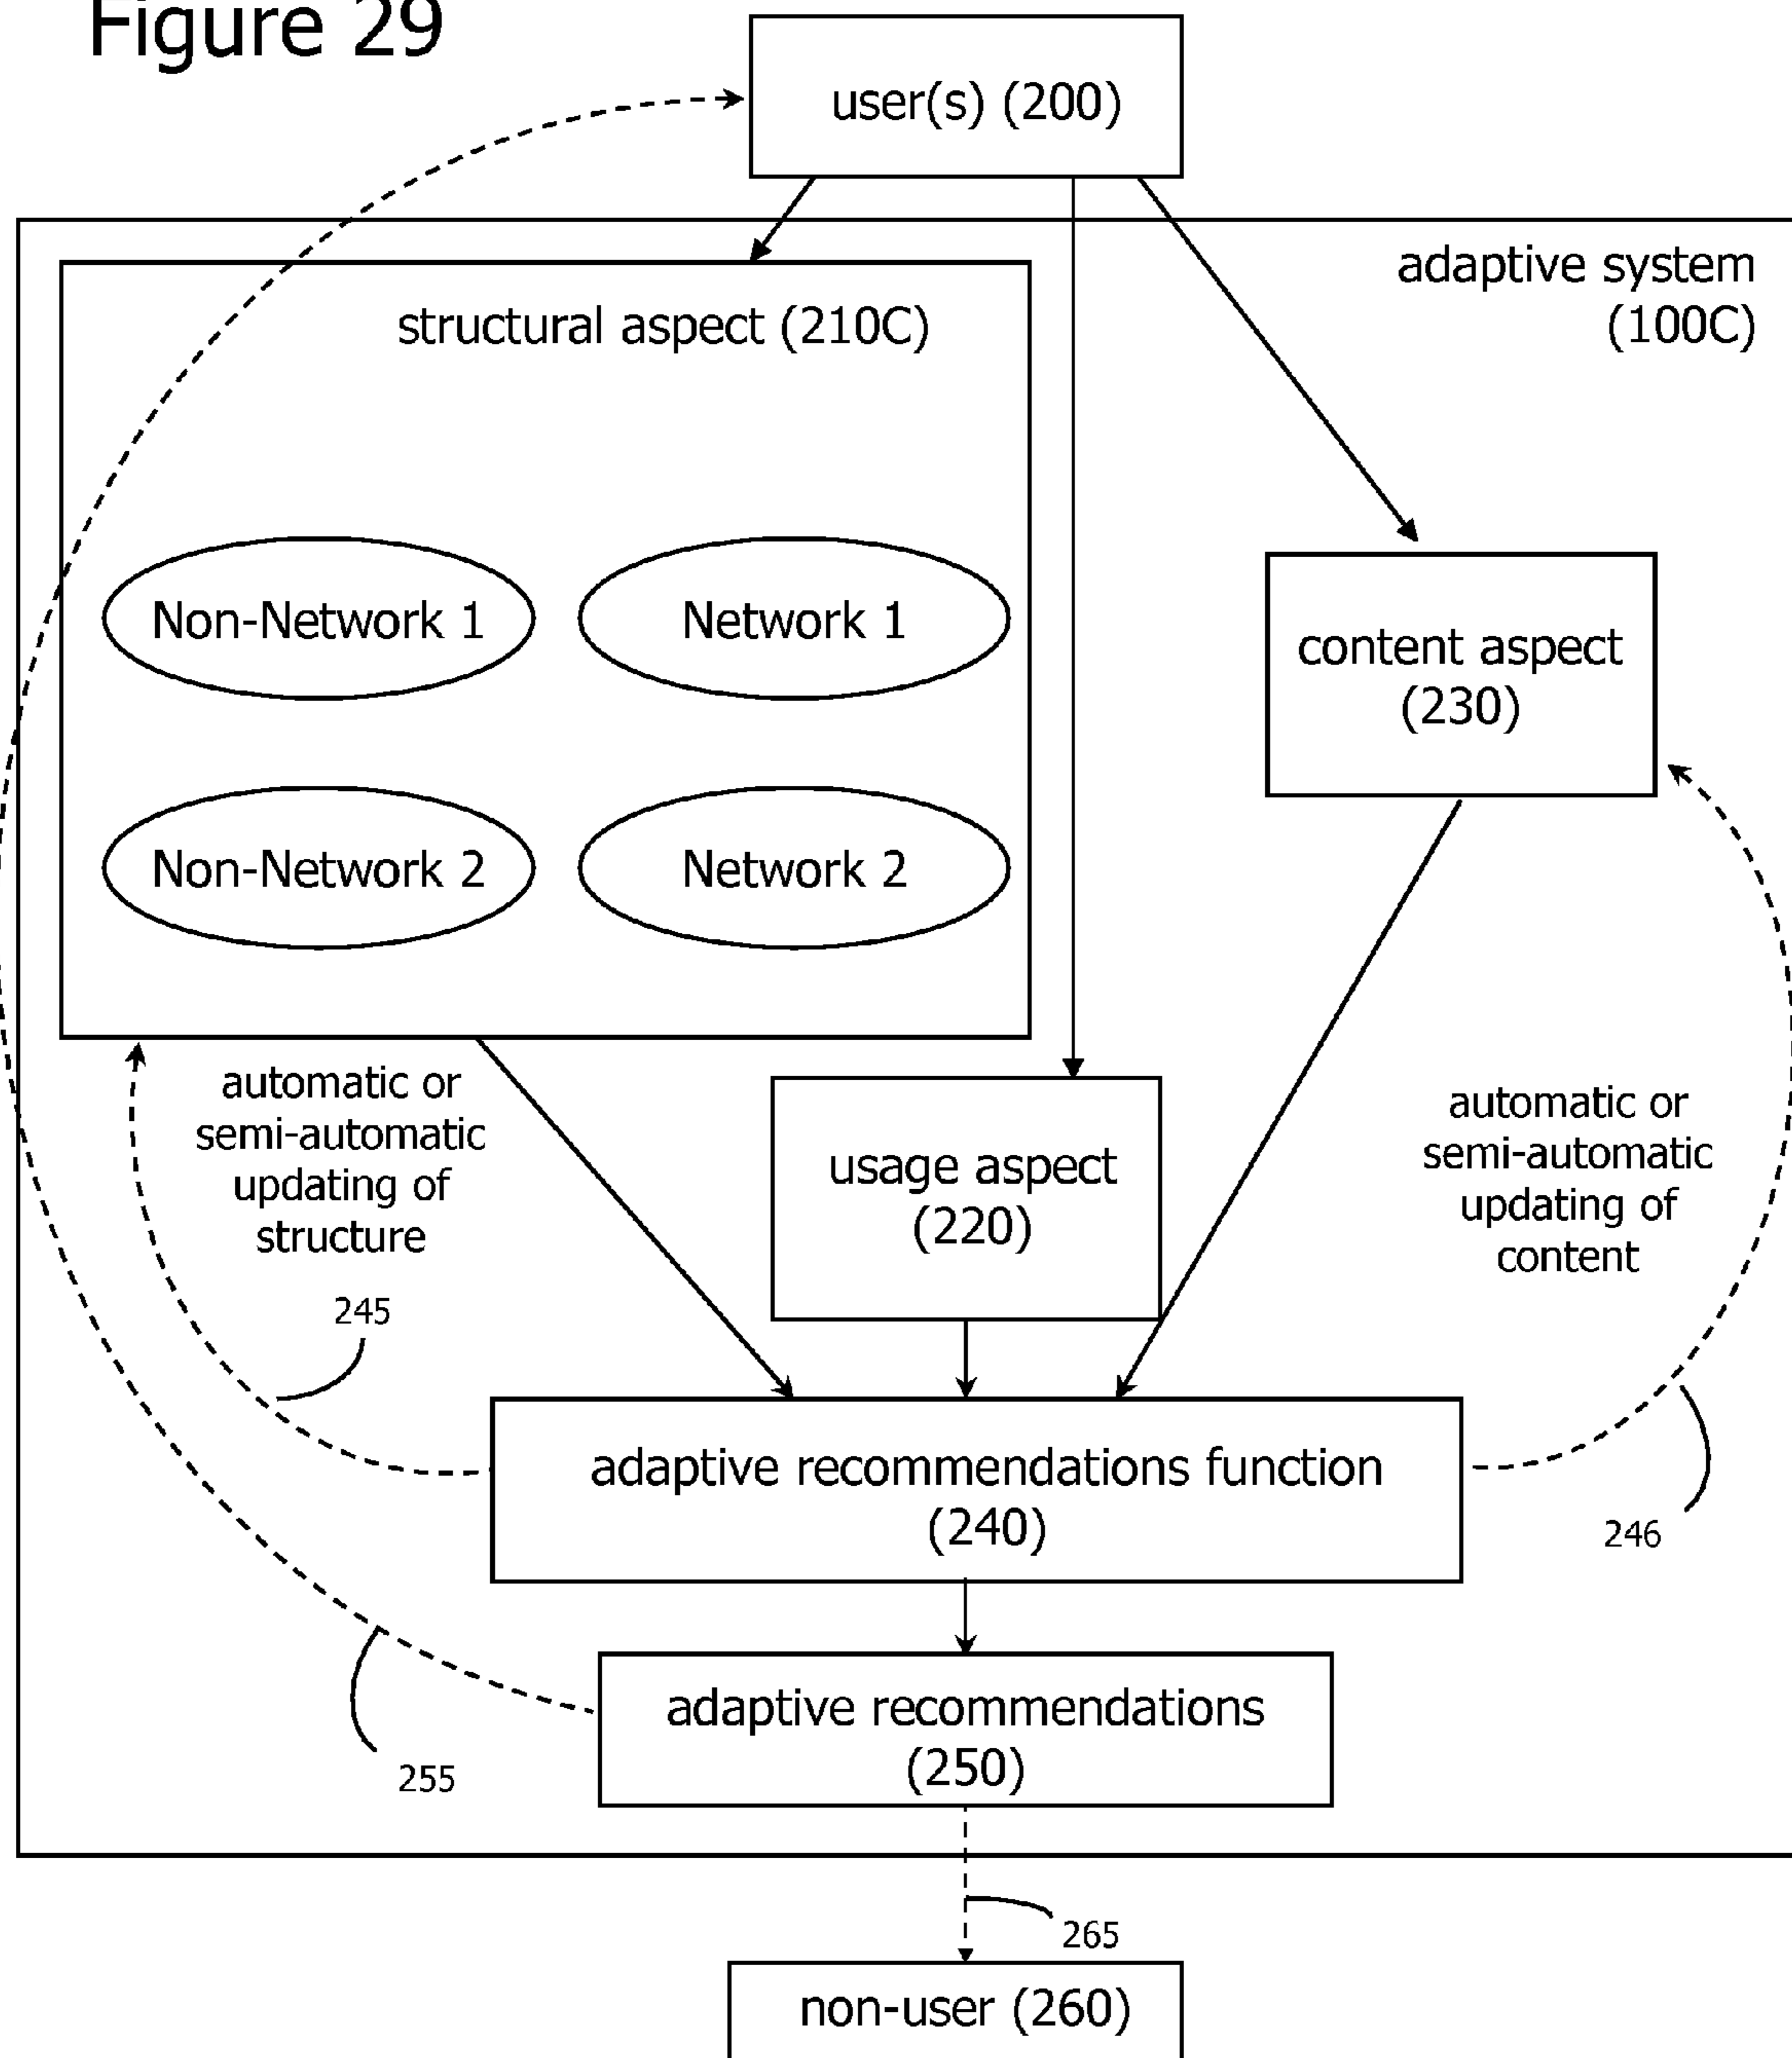 Figure 29
user(s) (200)
adaptive system
(100C)
structural aspect (210C)
Non-Network 1
Network 1
content aspect
(230)
Non-Network 2
Network 2
automatic or
semi-automatic
updating of
structure
245
usage aspect
(220)
automatic or
semi-automatic
updating of
content
246
adaptive recommendations function
(240)
adaptive recommendations
(250)
255
265
non-user (260)